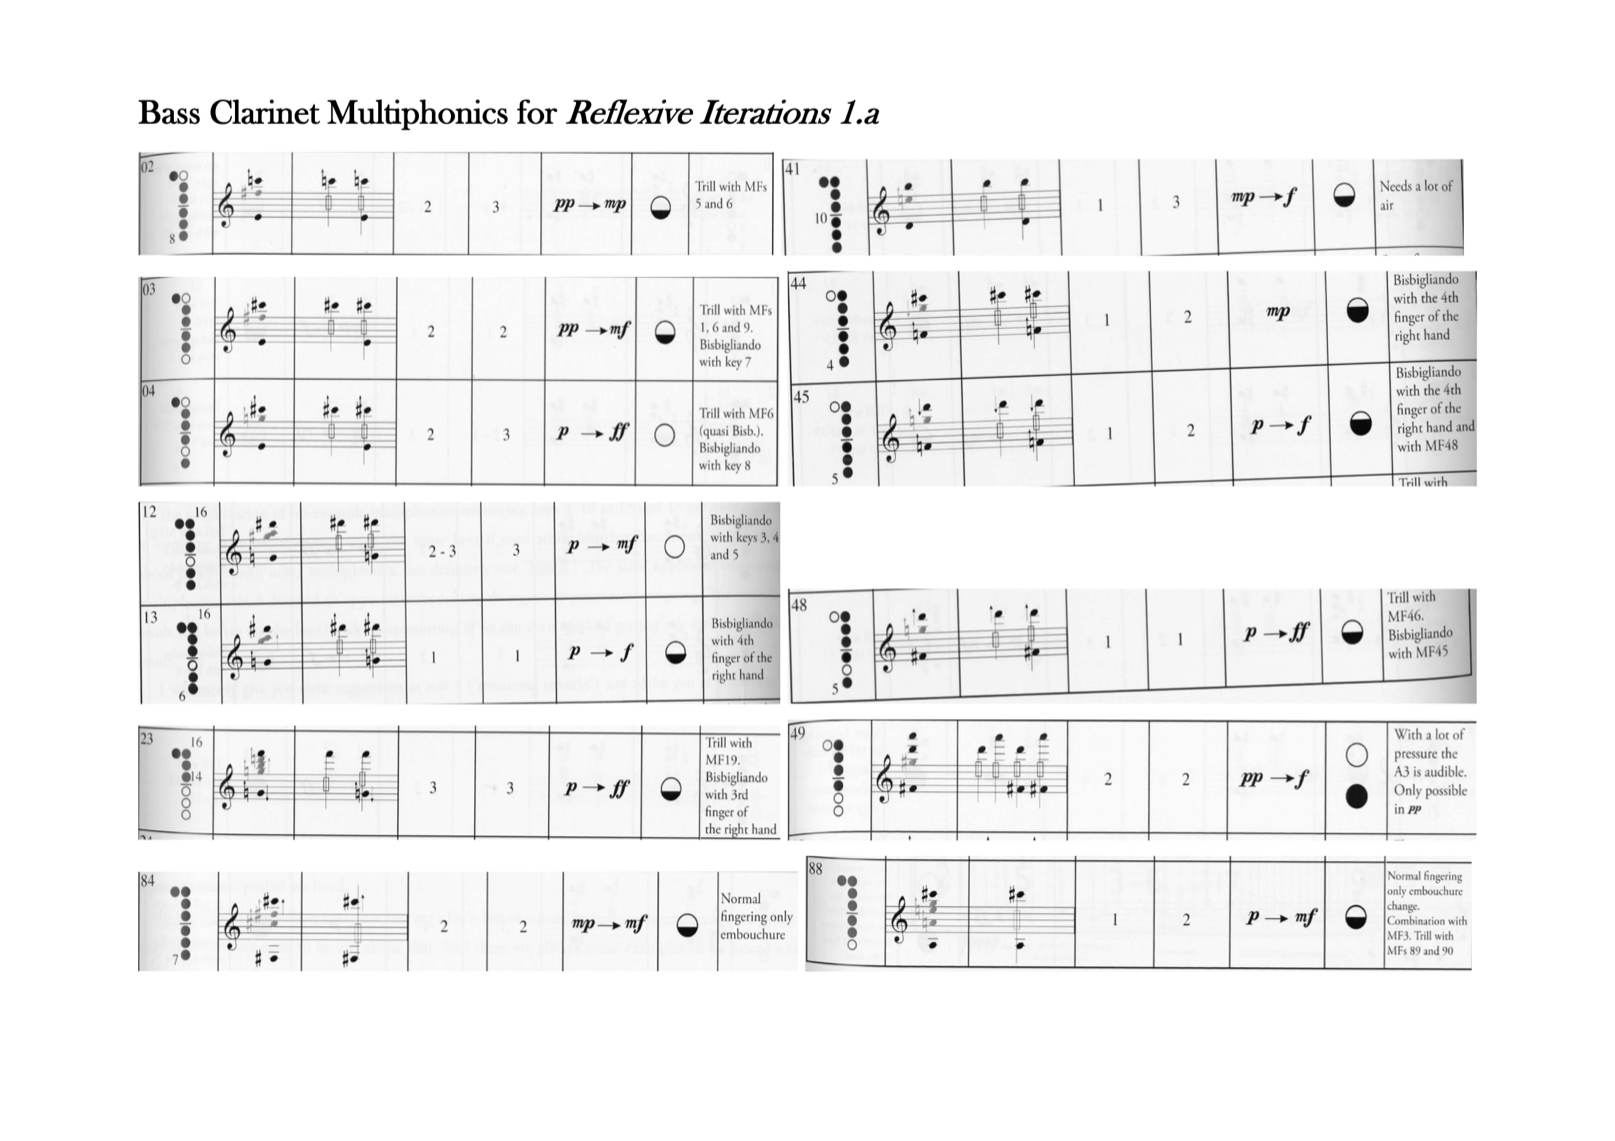 Bass Clarinet Multiphonics for Reflexive Iterations 1.a
02
8
2
3
pp → mp
Trill with MFs
5 and 6
41
10
1
3
mp → f
Needs a lot of
air
03
2
2
pp → mf
Trill with MFs
1, 6 and 9.
Bisbigliando
with key 7
04
2
3
p → ff
Trill with MF6
(quasi Bisb.).
Bisbigliando
with key 8
44
4
1
2
mp
Bisbigliando
with the 4th
finger of the
right hand
45
5
1
2
p → f
Bisbigliando
with the 4th
finger of the
right hand and
with MF48
Trill with
12
16
2 - 3
3
p → mf
Bisbigliando
with keys 3, 4
and 5
13
16
6
1
1
p → f
Bisbigliando
with 4th
finger of the
right hand
48
5
1
1
p → ff
Trill with
MF46.
Bisbigliando
with MF45
23
16
14
3
3
p → ff
Trill with
MF19.
Bisbigliando
with 3rd
finger of
the right hand
49
2
2
pp → f
With a lot of
pressure the
A3 is audible.
Only possible
in pp
84
7
2
2
mp → mf
Normal
fingering only
embouchure
88
1
2
p → mf
Normal fingering
only embouchure
change.
Combination with
MF3. Trill with
MFs 89 and 90